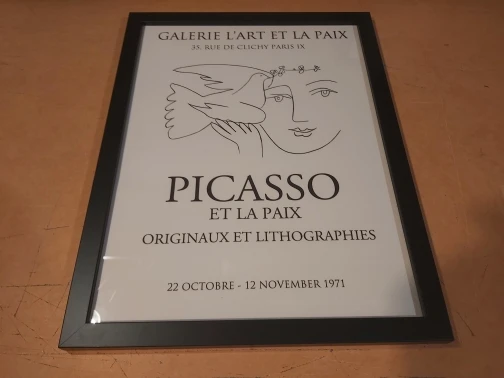 GALERIE L'ART ET LA PAIX
33, RUE DE CLICHY PARIS IX
PICASSO
ET LA PAIX
ORIGINAUX ET LITHOGRAPHIES
22 OCTOBRE - 12 NOVEMBER 1971